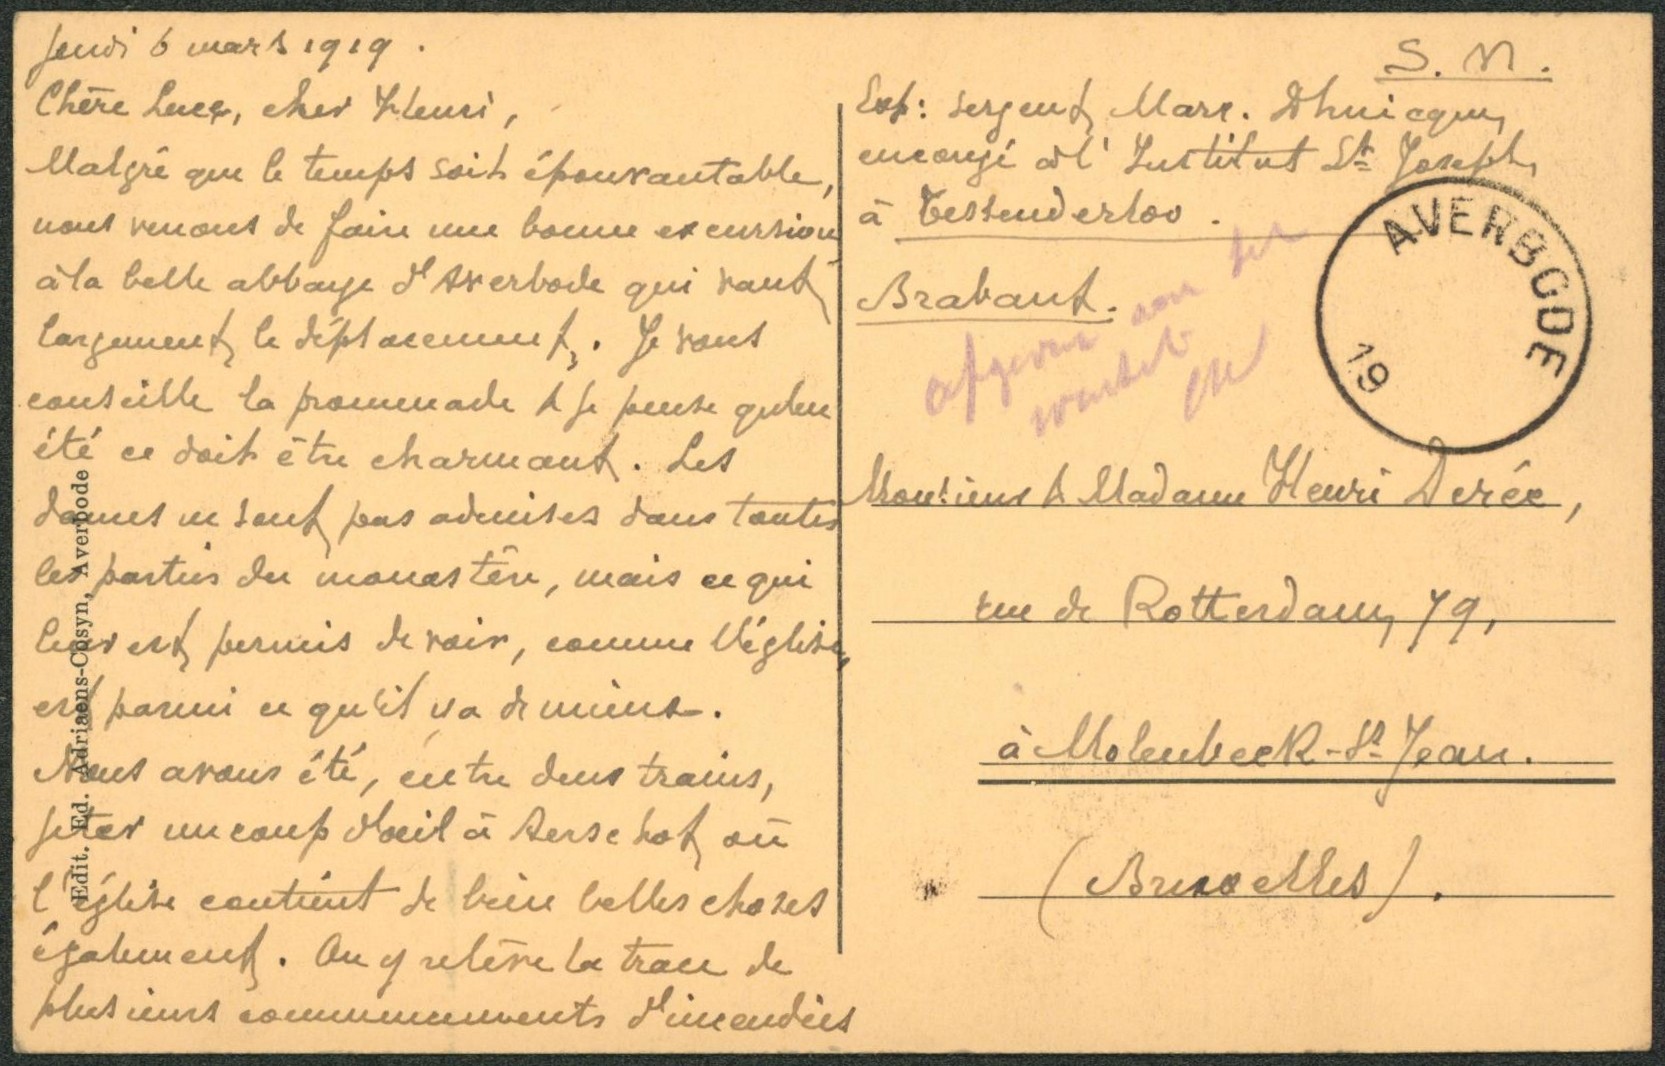 Jeudi 6 mars 1919.
Chère Luce, cher Henri,
Malgré que le temps soit épouvantable,
nous venons de faire une bonne excursion
à la belle abbaye d'Averbode qui vaut
largement le déplacement. Je vous
conseille la promenade & je pense qu'en
été ce doit être charmant. Les
dames ne sont pas admises dans toutes
les parties du monastère, mais ce qui
leur est permis de voir, comme l'église,
est parmi ce qu'il y a de mieux.
Nous avons été, entre deux trains,
jeter un coup d'oeil à Aerschot, où
l'église contient de bien belles choses
également. On y relève la trace de
plusieurs commencements d'incendies
Edit. Ed. Adriaens-Cosyn, Averbode
S. M.
Exp: sergent Marc. Dhuicque,
en congé à l'Institut St Joseph,
à Tessenderloo.
Brabant.
afgeven aan
AVERBODE
19
Monsieur & Madame Henri Derée,
rue de Rotterdam, 79,
à Molenbeek-St-Jean.
(Bruxelles).